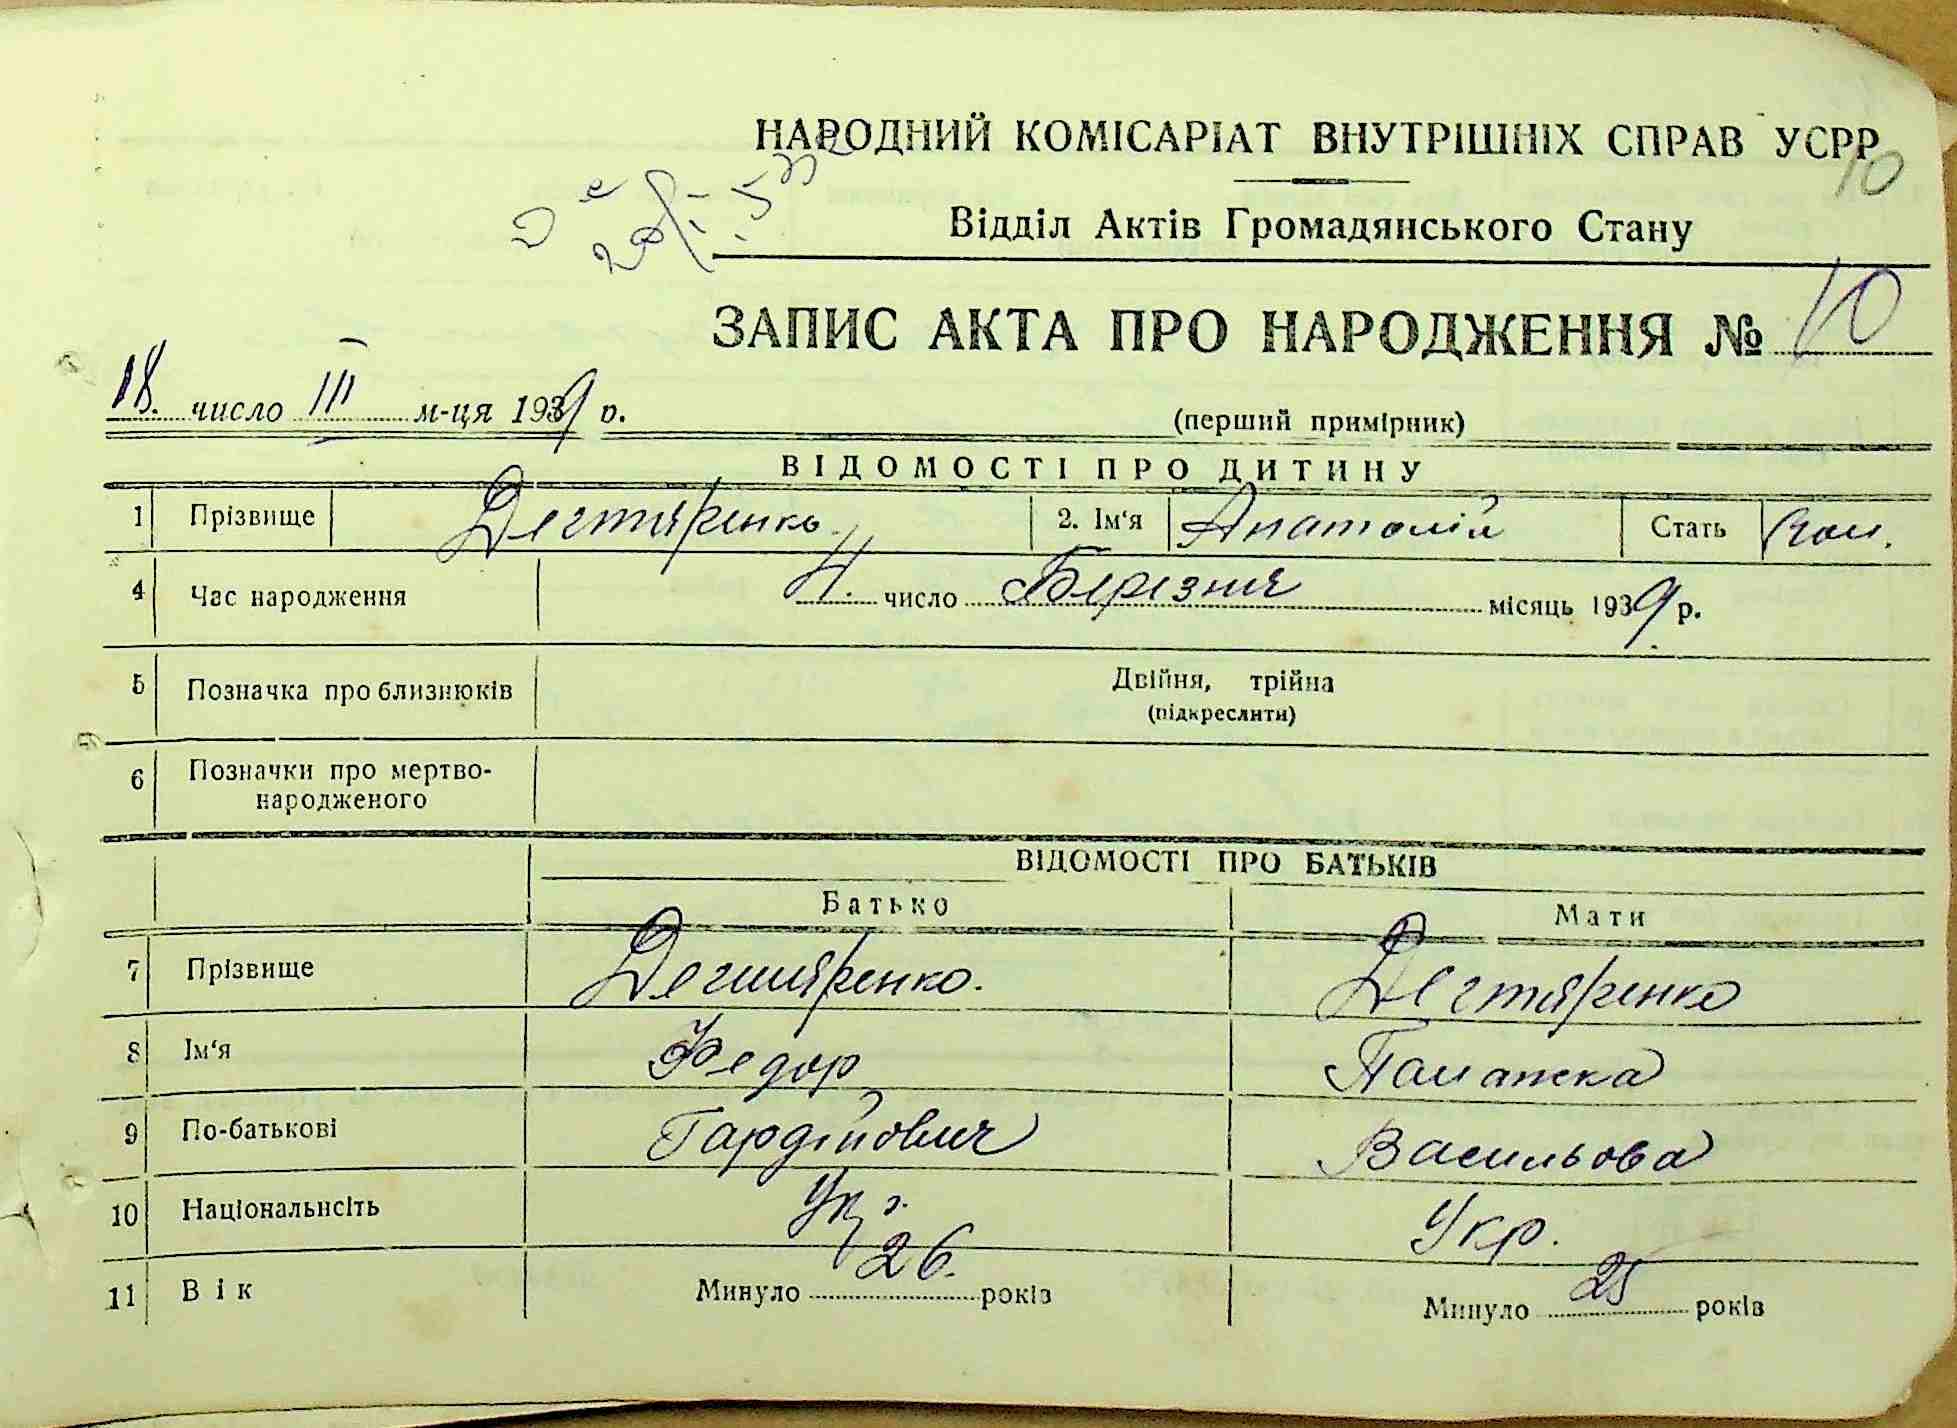 НАРОДНИЙ КОМІСАРІАТ ВНУТРІШНІХ СПРАВ УСРР
10
Відділ Актів Громадянського Стану
ЗАПИС АКТА ПРО НАРОДЖЕННЯ № 10
18. число III м-ця 1939 р.
(перший примірник)
ВІДОМОСТІ ПРО ДИТИНУ
1 Прізвище Дегтяренко. 2. Ім'я Анатолій Стать
4 Час народження 4. число Березня місяць 1939 р.
5 Позначка про близнюків Двійня, трійна
(підкреслити)
6 Позначки про мертво-
народженого
ВІДОМОСТІ ПРО БАТЬКІВ
Батько Мати
7 Прізвище Дегтяренко. Дегтяренко
8 Ім'я Федор Палажка
9 По-батькові Гардійович Васильова
10 Національнсіть Укр. Укр.
11 Вік Минуло 26. років Минуло 25 років